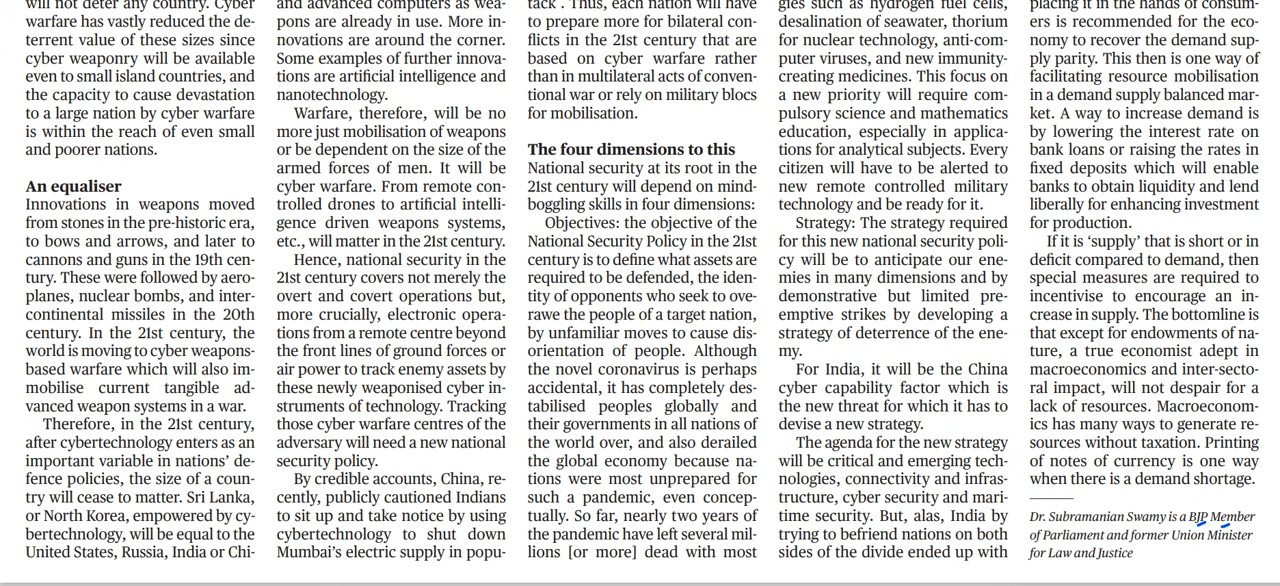 will not deter any country. Cyber
warfare has vastly reduced the de-
terrent value of these sizes since
cyber weaponry will be available
even to small island countries, and
the capacity to cause devastation
to a large nation by cyber warfare
is within the reach of even small
and poorer nations.
An equaliser
Innovations in weapons moved
from stones in the pre-historic era,
to bows and arrows, and later to
cannons and guns in the 19th cen-
tury. These were followed by aero-
planes, nuclear bombs, and inter-
continental missiles in the 20th
century. In the 21st century, the
world is moving to cyber weapons-
based warfare which will also im-
mobilise current tangible ad-
vanced weapon systems in a war.
Therefore, in the 21st century,
after cybertechnology enters as an
important variable in nations' de-
fence policies, the size of a coun-
try will cease to matter. Sri Lanka,
or North Korea, empowered by cy-
bertechnology, will be equal to the
United States, Russia, India or Chi-
and advanced computers as wea-
pons are already in use. More in-
novations are around the corner.
Some examples of further innova-
tions are artificial intelligence and
nanotechnology.
Warfare, therefore, will be no
more just mobilisation of weapons
or be dependent on the size of the
armed forces of men. It will be
cyber warfare. From remote con-
trolled drones to artificial intelli-
gence driven weapons systems,
etc., will matter in the 21st century.
Hence, national security in the
21st century covers not merely the
overt and covert operations but,
more crucially, electronic opera-
tions from a remote centre beyond
the front lines of ground forces or
air power to track enemy assets by
these newly weaponised cyber in-
struments of technology. Tracking
those cyber warfare centres of the
adversary will need a new national
security policy.
By credible accounts, China, re-
cently, publicly cautioned Indians
to sit up and take notice by using
cybertechnology to shut down
Mumbai's electric supply in popu-
tack . Thus, each nation will have
to prepare more for bilateral con-
flicts in the 21st century that are
based on cyber warfare rather
than in multilateral acts of conven-
tional war or rely on military blocs
for mobilisation.
The four dimensions to this
National security at its root in the
21st century will depend on mind-
boggling skills in four dimensions:
Objectives: the objective of the
National Security Policy in the 21st
century is to define what assets are
required to be defended, the iden-
tity of opponents who seek to ove-
rawe the people of a target nation,
by unfamiliar moves to cause dis-
orientation of people. Although
the novel coronavirus is perhaps
accidental, it has completely des-
tabilised peoples globally and
their governments in all nations of
the world over, and also derailed
the global economy because na-
tions were most unprepared for
such a pandemic, even concep-
tually. So far, nearly two years of
the pandemic have left several mil-
lions [or more] dead with most
gies such as hydrogen fuel cells,
desalination of seawater, thorium
for nuclear technology, anti-com-
puter viruses, and new immunity-
creating medicines. This focus on
a new priority will require com-
pulsory science and mathematics
education, especially in applica-
tions for analytical subjects. Every
citizen will have to be alerted to
new remote controlled military
technology and be ready for it.
Strategy: The strategy required
for this new national security poli-
cy will be to anticipate our ene-
mies in many dimensions and by
demonstrative but limited pre-
emptive strikes by developing a
strategy of deterrence of the ene-
my.
For India, it will be the China
cyber capability factor which is
the new threat for which it has to
devise a new strategy.
The agenda for the new strategy
will be critical and emerging tech-
nologies, connectivity and infras-
tructure, cyber security and mari-
time security. But, alas, India by
trying to befriend nations on both
sides of the divide ended up with
placing it in the hands of consum-
ers is recommended for the eco-
nomy to recover the demand sup-
ply parity. This then is one way of
facilitating resource mobilisation
in a demand supply balanced mar-
ket. A way to increase demand is
by lowering the interest rate on
bank loans or raising the rates in
fixed deposits which will enable
banks to obtain liquidity and lend
liberally for enhancing investment
for production.
If it is 'supply' that is short or in
deficit compared to demand, then
special measures are required to
incentivise to encourage an in-
crease in supply. The bottomline is
that except for endowments of na-
ture, a true economist adept in
macroeconomics and inter-secto-
ral impact, will not despair for a
lack of resources. Macroeconom-
ics has many ways to generate re-
sources without taxation. Printing
of notes of currency is one way
when there is a demand shortage.
Dr. Subramanian Swamy is a BJP Member
of Parliament and former Union Minister
for Law and Justice